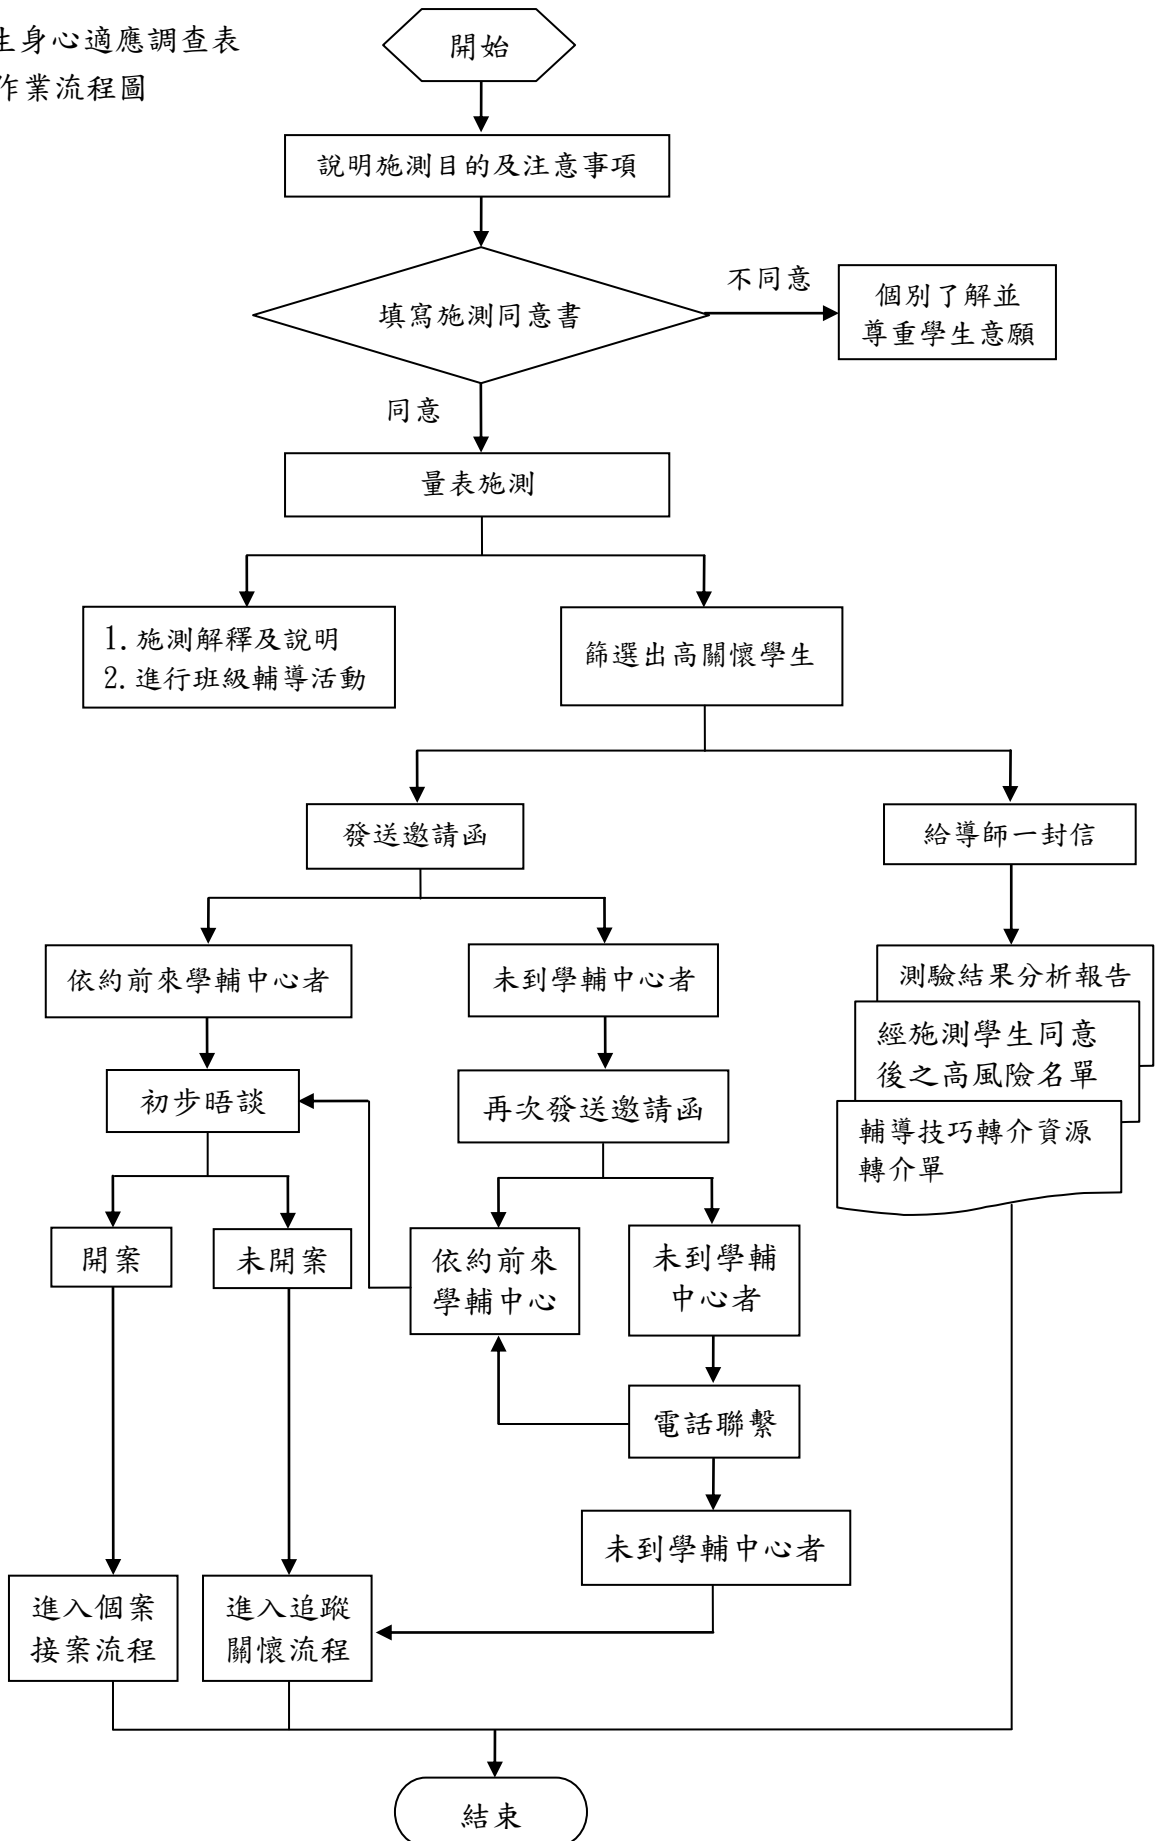 生身心適應調查表
作業流程圖
開始
說明施測目的及注意事項
填寫施測同意書
不同意
個別了解並
尊重學生意願
同意
量表施測
1.施測解釋及說明
2.進行班級輔導活動
篩選出高關懷學生
發送邀請函
給導師一封信
依約前來學輔中心者
未到學輔中心者
測驗結果分析報告
經施測學生同意
後之高風險名單
輔導技巧轉介資源
轉介單
初步晤談
再次發送邀請函
開案
未開案
依約前來
學輔中心
未到學輔
中心者
電話聯繫
未到學輔中心者
進入個案
接案流程
進入追蹤
關懷流程
結束